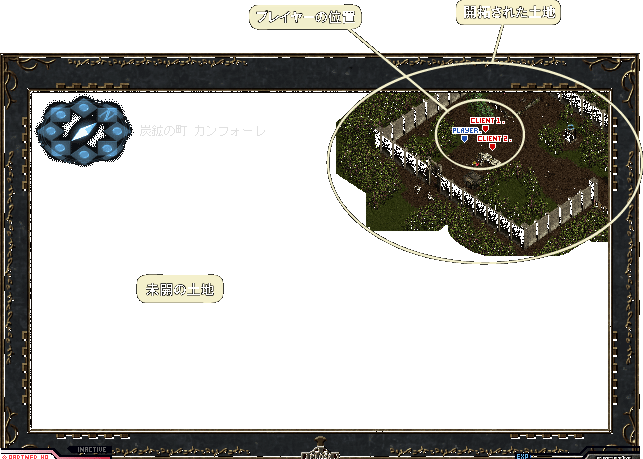 プレイヤーの位置
開拓された土地
炭鉱の町 カンフォーレ
CLIENT 1.
PLAYER.
CLIENT 2.
未開の土地
INACTIVE
EXP